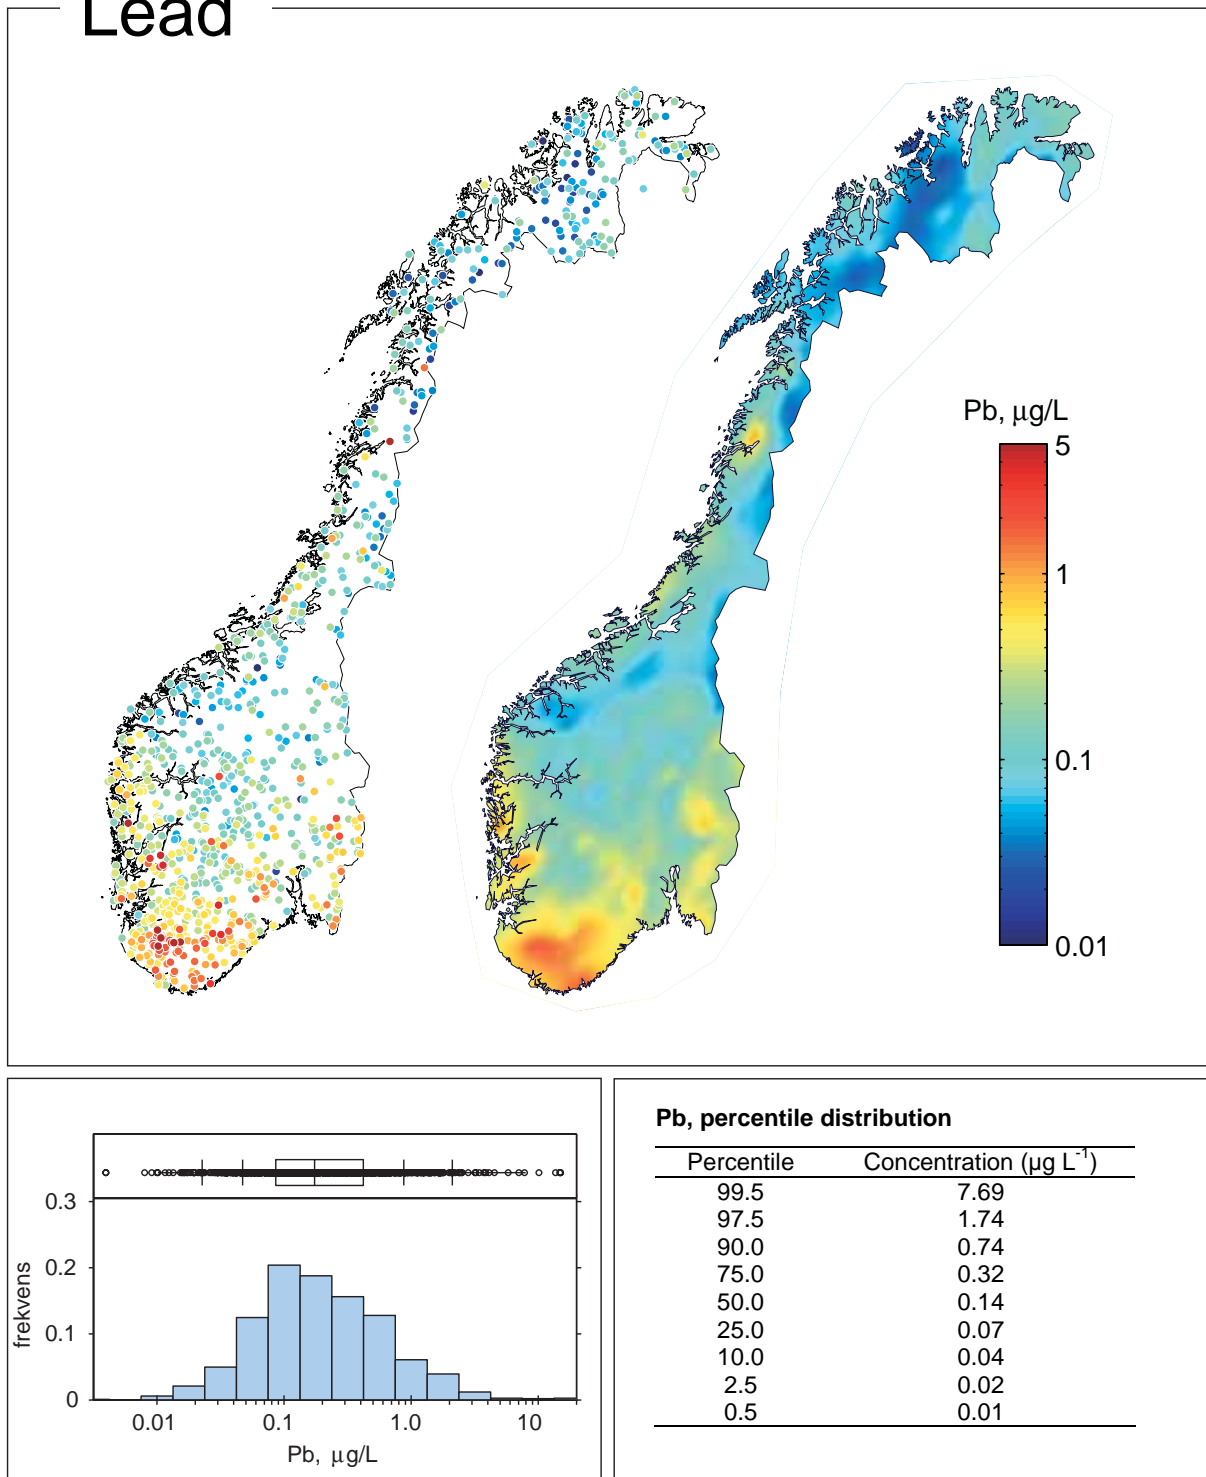 Lead
Pb, µg/L
5
1
0.1
0.01
0.3
0.2
0.1
0
frekvens
0.01 0.1 1.0 10
Pb, µg/L
Pb, percentile distribution
Percentile Concentration (µg L-1)
99.5 7.69
97.5 1.74
90.0 0.74
75.0 0.32
50.0 0.14
25.0 0.07
10.0 0.04
2.5 0.02
0.5 0.01